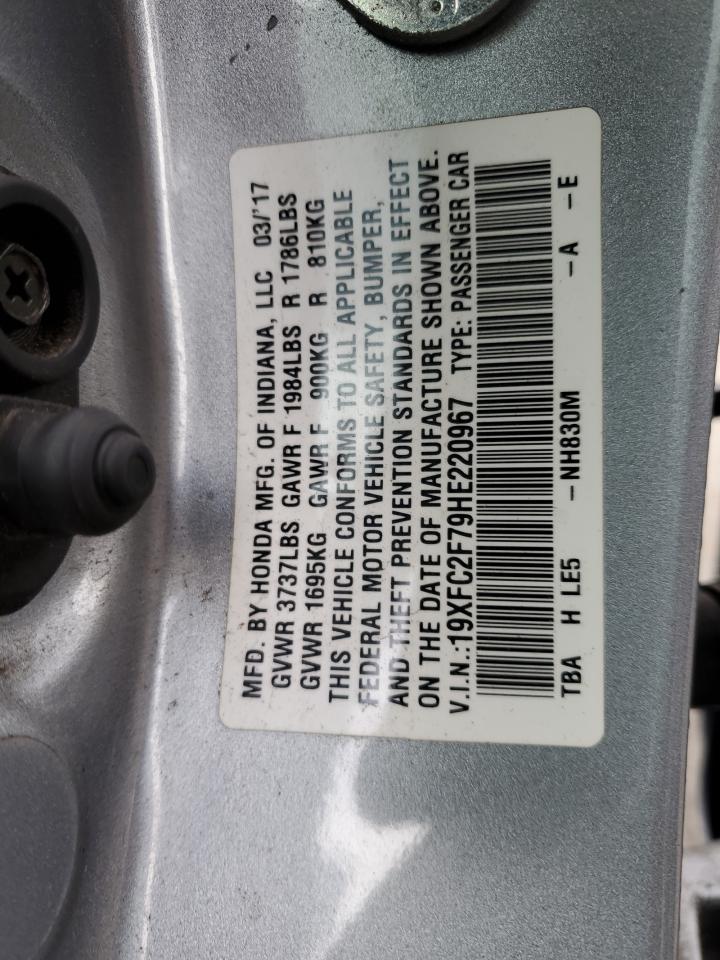 MFD. BY HONDA MFG. OF INDIANA, LLC 03/'17
GVWR 3737LBS GAWR F 1984LBS R 1786LBS
GVWR 1695KG GAWR F 900KG R 810KG
THIS VEHICLE CONFORMS TO ALL APPLICABLE
FEDERAL MOTOR VEHICLE SAFETY, BUMPER,
AND THEFT PREVENTION STANDARDS IN EFFECT
ON THE DATE OF MANUFACTURE SHOWN ABOVE.
V.I.N.:19XFC2F79HE220967 TYPE: PASSENGER CAR
TBA H LE5 -NH830M -A -E